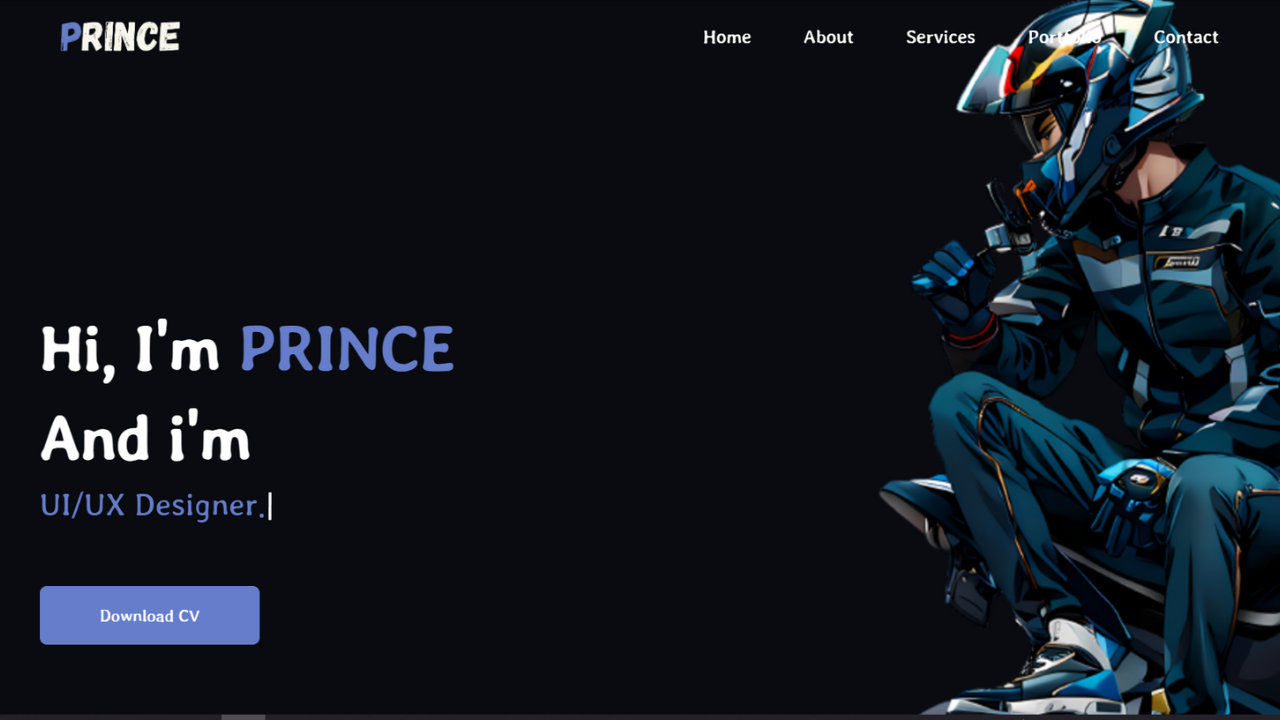 PRINCE
Home About Services Portfolio Contact
Hi, I'm PRINCE
And i'm
UI/UX Designer.
Download CV